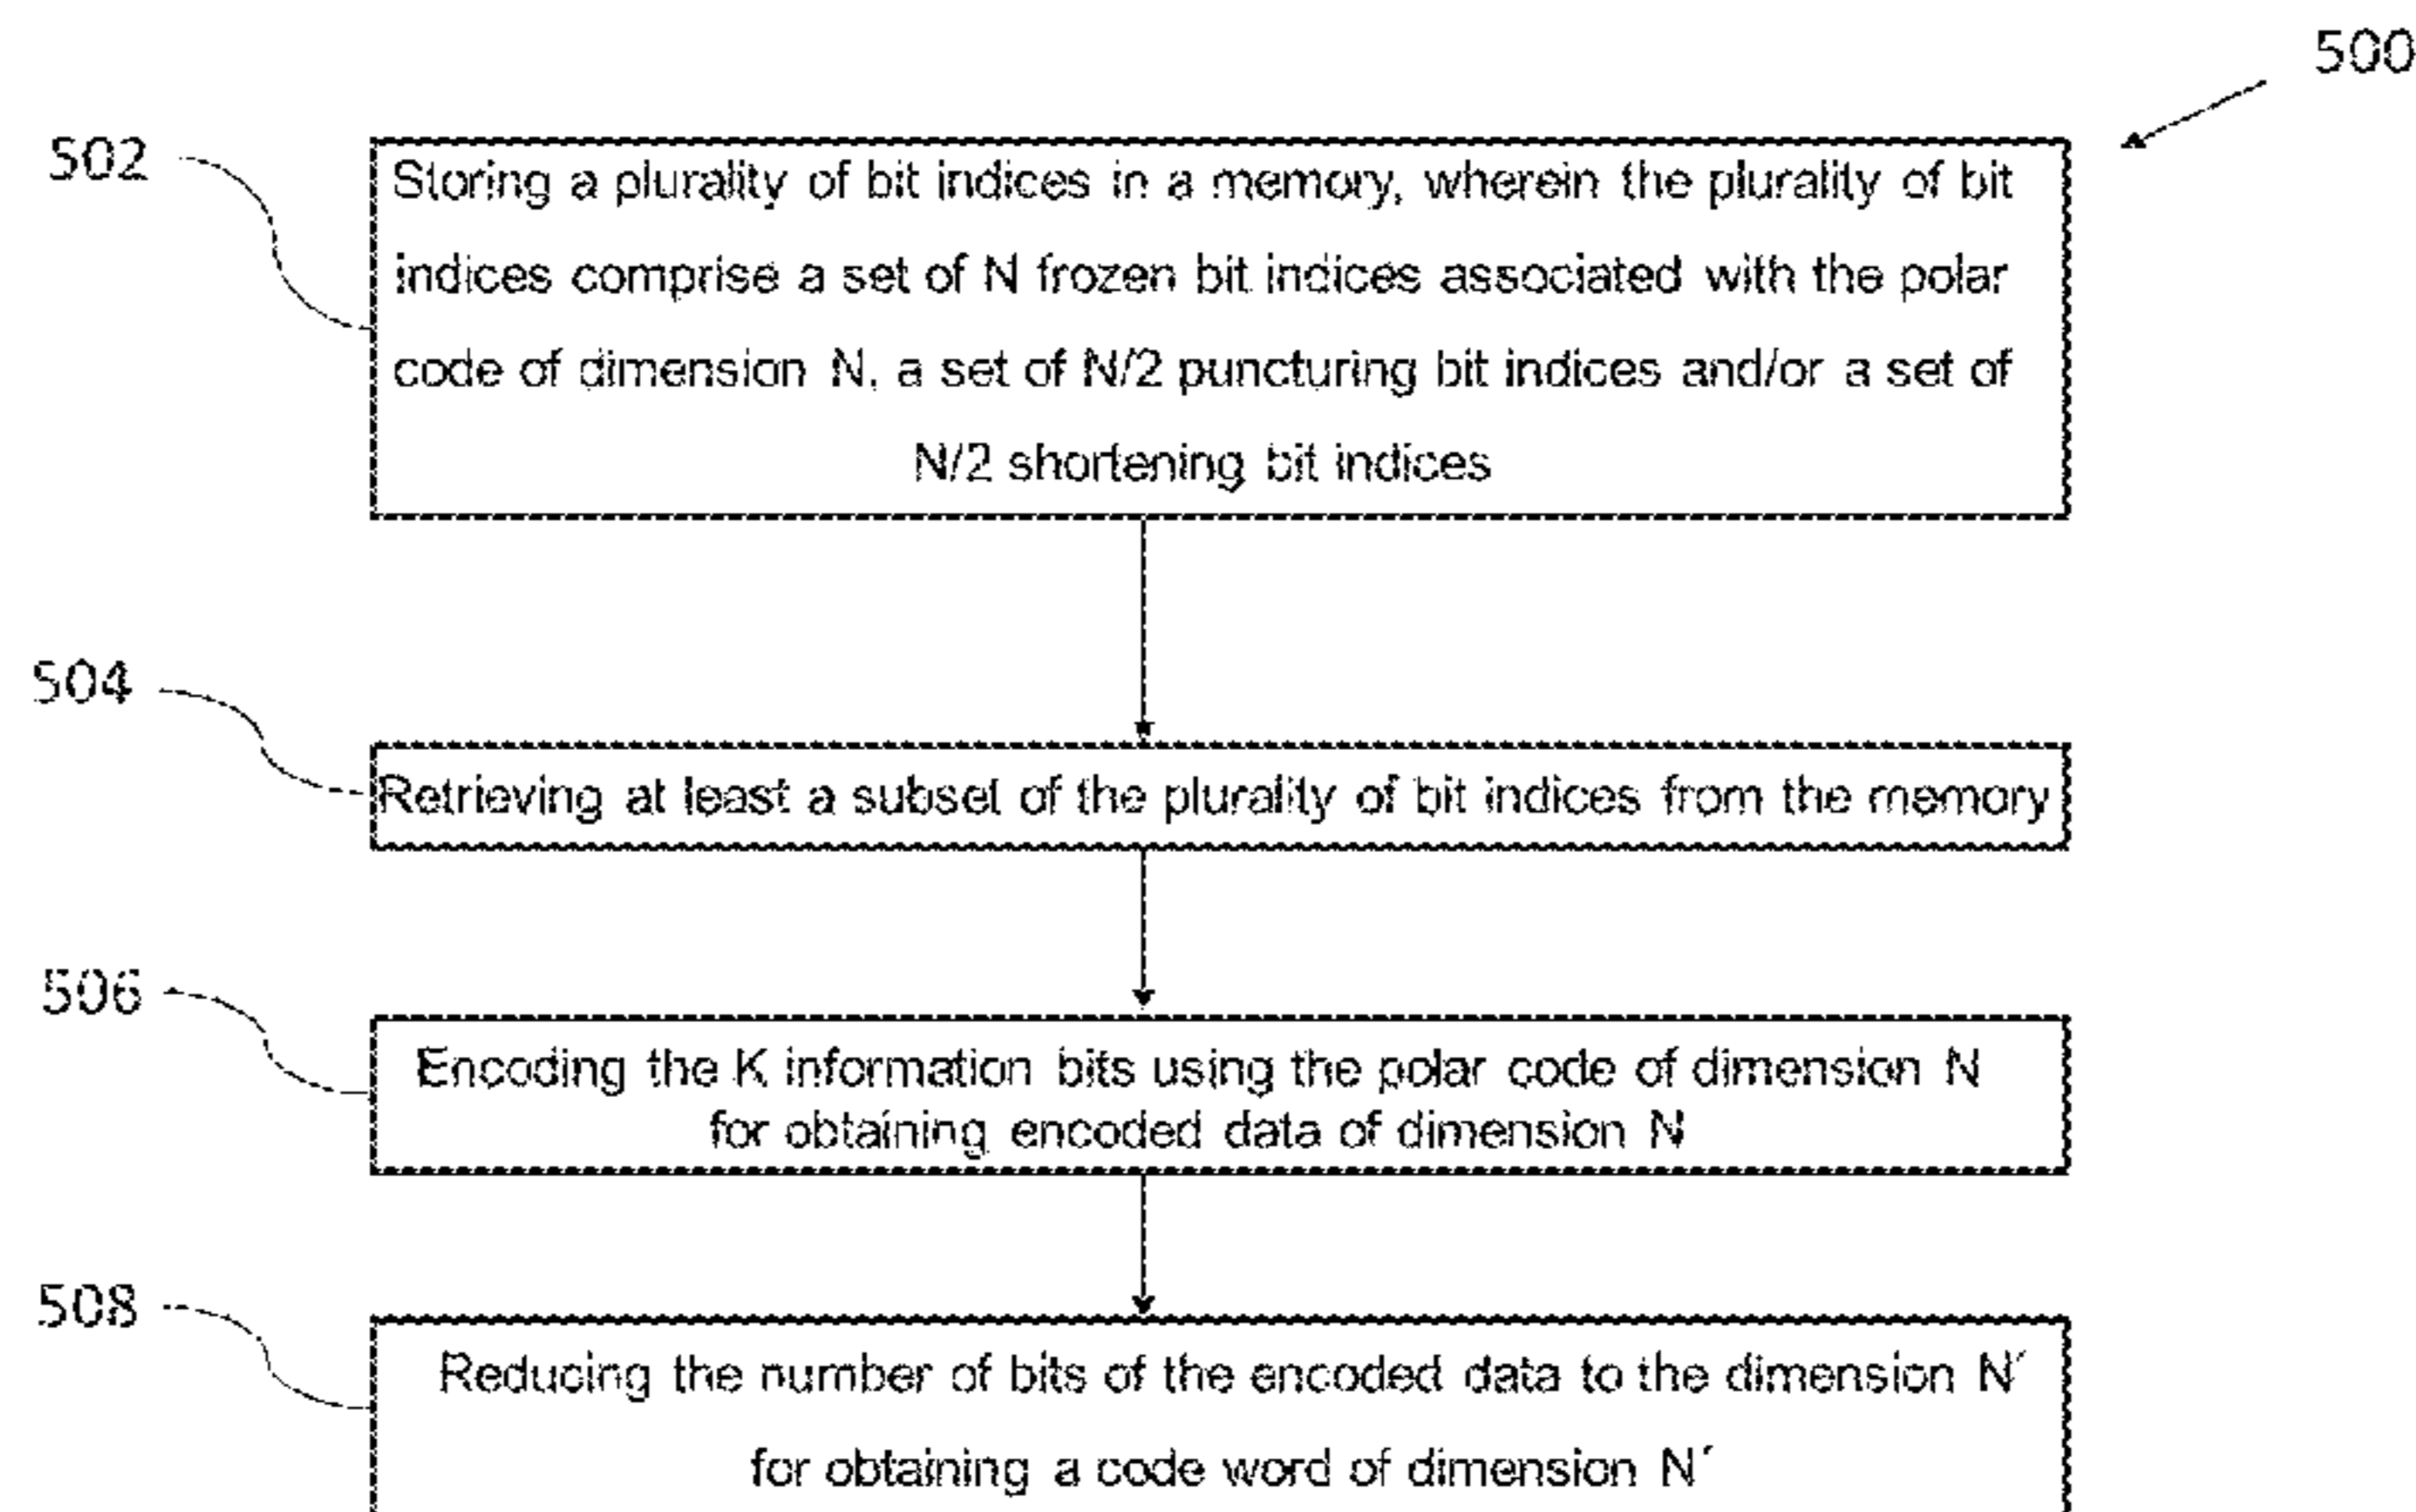 500
502
Storing a plurality of bit indices in a memory, wherein the plurality of bit
indices comprise a set of N frozen bit indices associated with the polar
code of dimension N, a set of N/2 puncturing bit indices and/or a set of
N/2 shortening bit indices
504
Retrieving at least a subset of the plurality of bit indices from the memory
506
Encoding the K information bits using the polar code of dimension N
for obtaining encoded data of dimension N
508
Reducing the number of bits of the encoded data to the dimension N´
for obtaining a code word of dimension N´